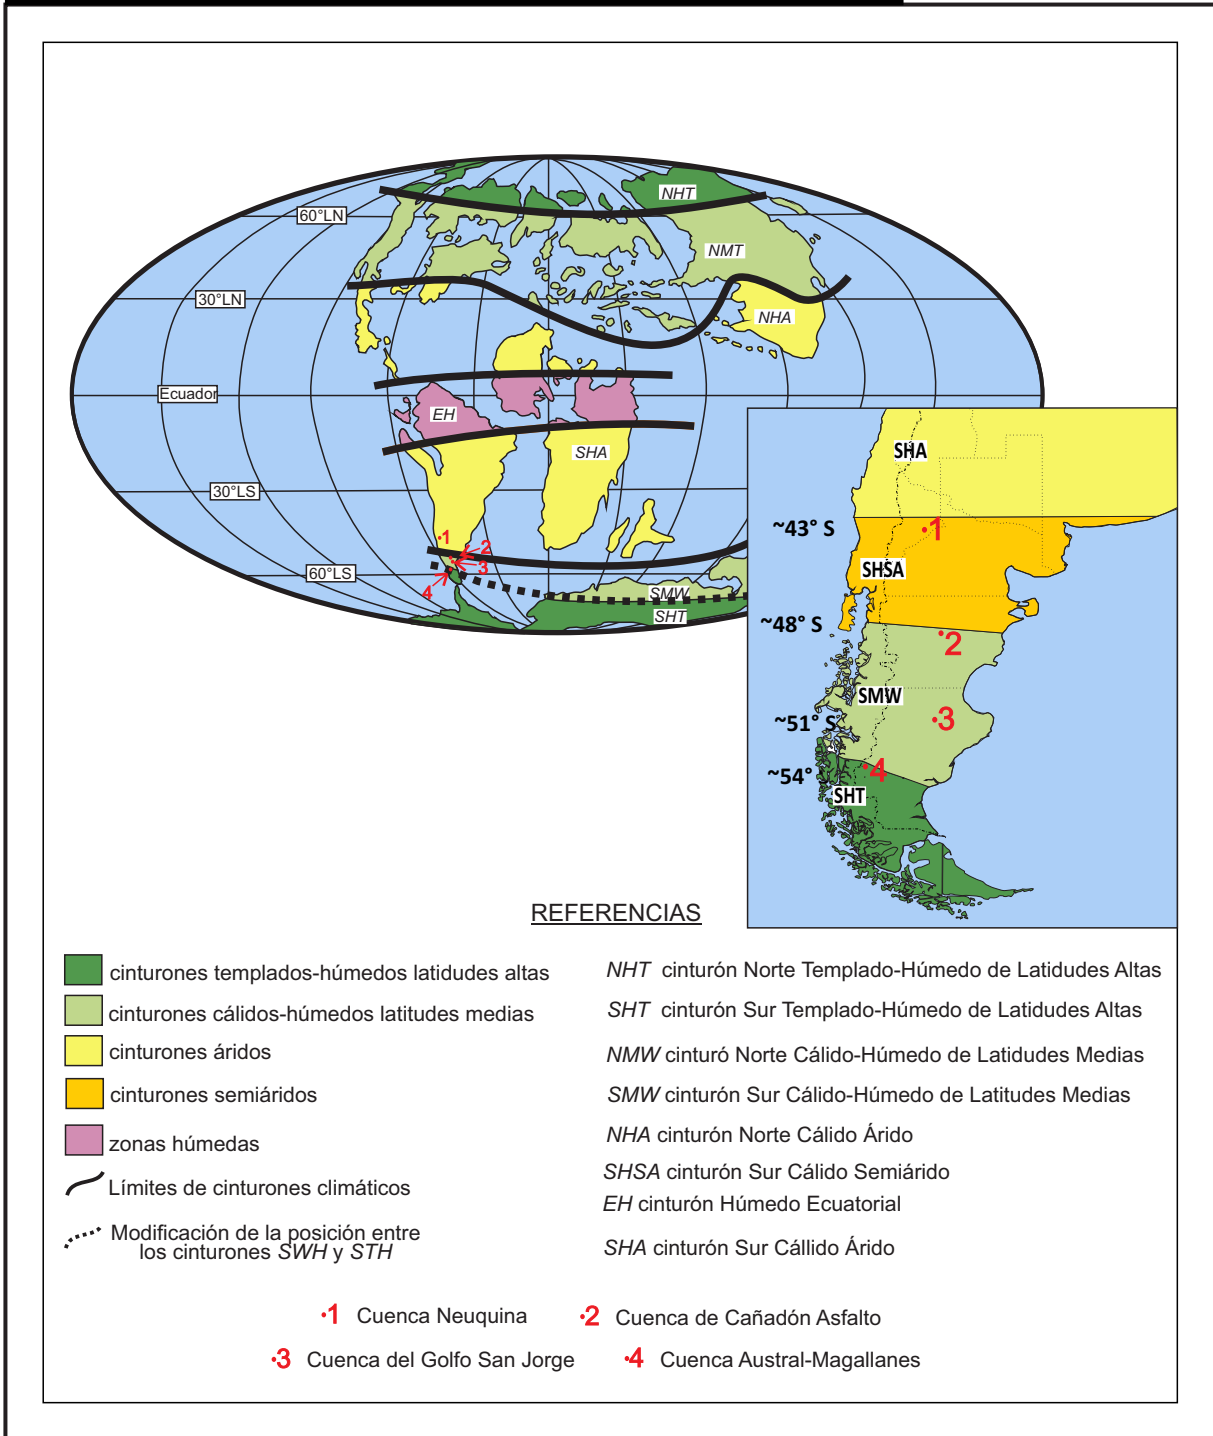 NHT
60°LN
NMT
30°LN
NHA
Ecuador
EH
SHA
30°LS
1
2
3
60°LS
4
SMW
SHT
SHA
~43° S
1
SHSA
~48° S
2
SMW
~51° S
3
~54°
4
SHT
REFERENCIAS
cinturones templados-húmedos latidudes altas
cinturones cálidos-húmedos latitudes medias
cinturones áridos
cinturones semiáridos
zonas húmedas
Límites de cinturones climáticos
Modificación de la posición entre
los cinturones SWH y STH
NHT cinturón Norte Templado-Húmedo de Latidudes Altas
SHT cinturón Sur Templado-Húmedo de Latidudes Altas
NMW cinturó Norte Cálido-Húmedo de Latidudes Medias
SMW cinturón Sur Cálido-Húmedo de Latitudes Medias
NHA cinturón Norte Cálido Árido
SHSA cinturón Sur Cálido Semiárido
EH cinturón Húmedo Ecuatorial
SHA cinturón Sur Cállido Árido
1 Cuenca Neuquina
2 Cuenca de Cañadón Asfalto
3 Cuenca del Golfo San Jorge
4 Cuenca Austral-Magallanes